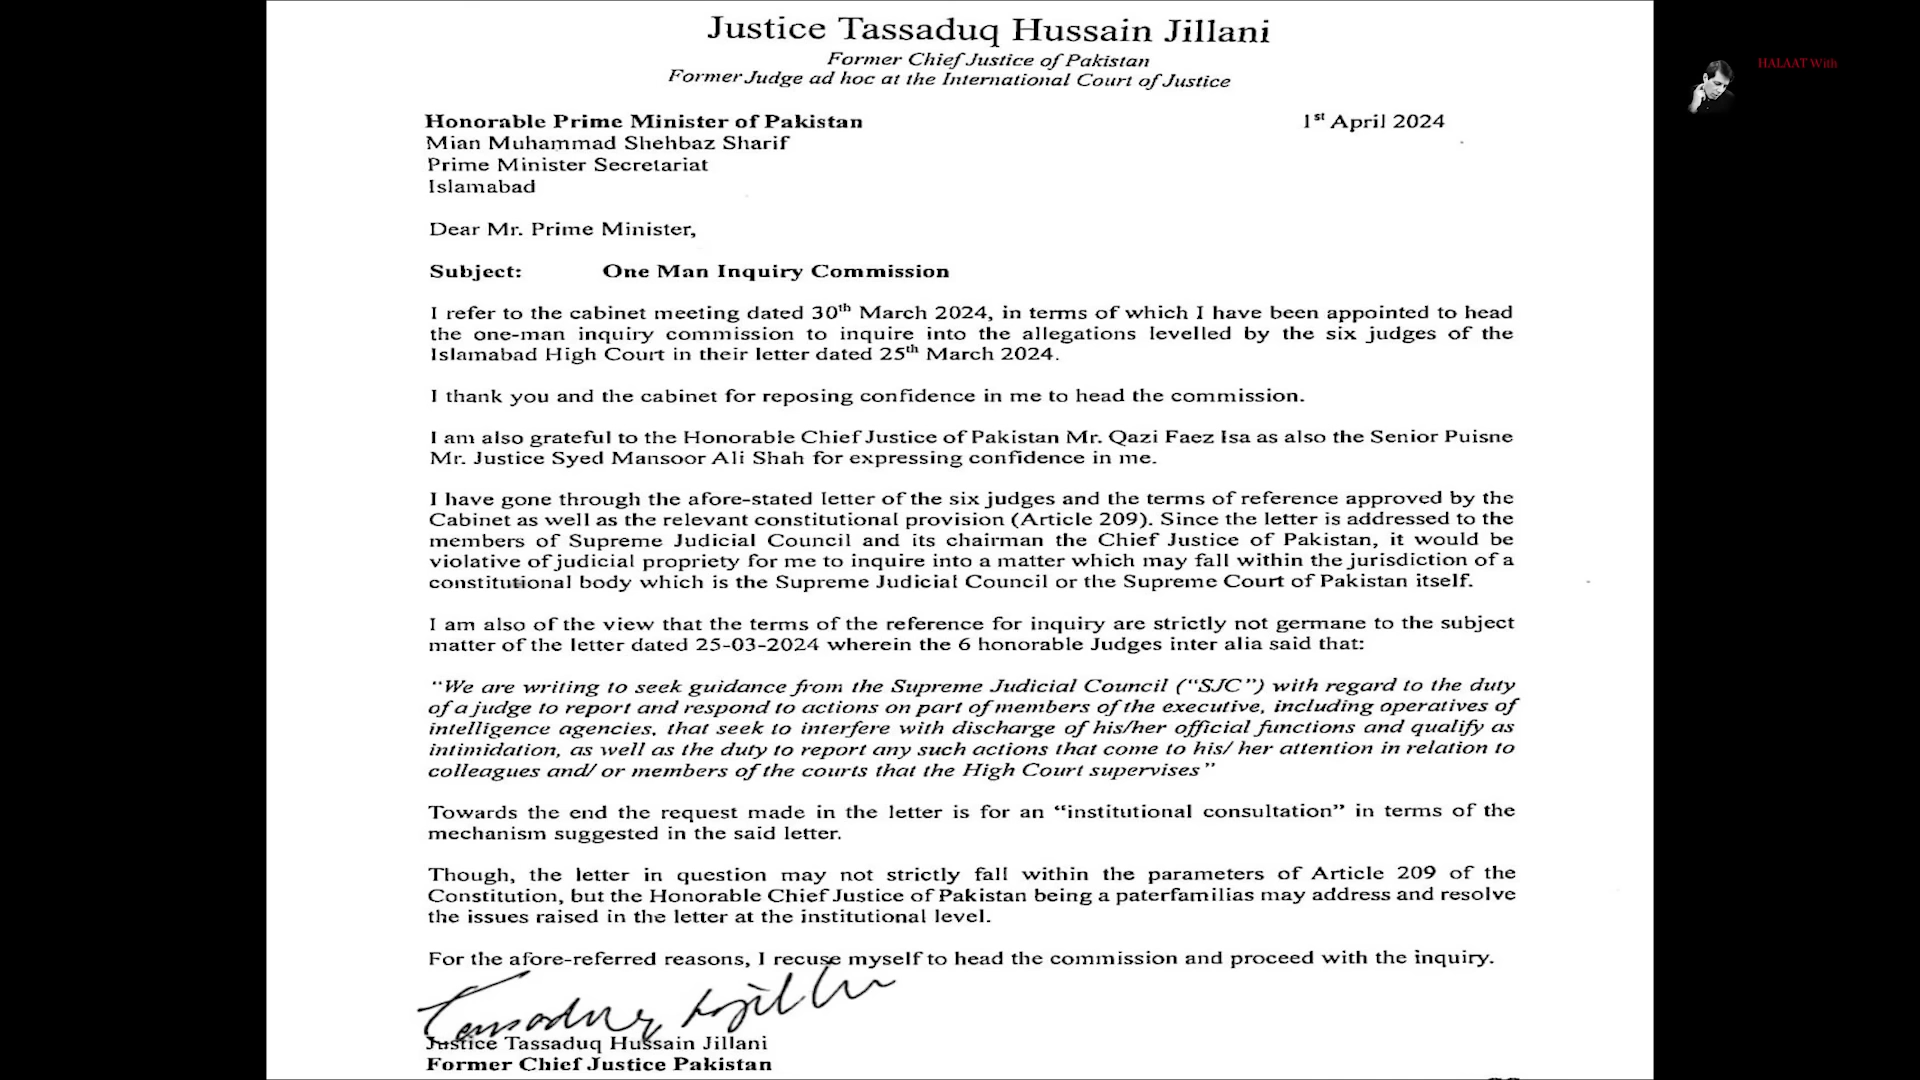 Justice Tassaduq Hussain Jillani
Former Chief Justice of Pakistan
Former Judge ad hoc at the International Court of Justice
HALAAT With
Honorable Prime Minister of Pakistan
1st April 2024
Mian Muhammad Shehbaz Sharif
Prime Minister Secretariat
Islamabad
Dear Mr. Prime Minister,
Subject: One Man Inquiry Commission
I refer to the cabinet meeting dated 30th March 2024, in terms of which I have been appointed to head
the one-man inquiry commission to inquire into the allegations levelled by the six judges of the
Islamabad High Court in their letter dated 25th March 2024.
I thank you and the cabinet for reposing confidence in me to head the commission.
I am also grateful to the Honorable Chief Justice of Pakistan Mr. Qazi Faez Isa as also the Senior Puisne
Mr. Justice Syed Mansoor Ali Shah for expressing confidence in me.
I have gone through the afore-stated letter of the six judges and the terms of reference approved by the
Cabinet as well as the relevant constitutional provision (Article 209). Since the letter is addressed to the
members of Supreme Judicial Council and its chairman the Chief Justice of Pakistan, it would be
violative of judicial propriety for me to inquire into a matter which may fall within the jurisdiction of a
constitutional body which is the Supreme Judicial Council or the Supreme Court of Pakistan itself.
I am also of the view that the terms of the reference for inquiry are strictly not germane to the subject
matter of the letter dated 25-03-2024 wherein the 6 honorable Judges inter alia said that:
"We are writing to seek guidance from the Supreme Judicial Council ("SJC") with regard to the duty
of a judge to report and respond to actions on part of members of the executive, including operatives of
intelligence agencies, that seek to interfere with discharge of his/her official functions and qualify as
intimidation, as well as the duty to report any such actions that come to his/ her attention in relation to
colleagues and/ or members of the courts that the High Court supervises"
Towards the end the request made in the letter is for an "institutional consultation" in terms of the
mechanism suggested in the said letter.
Though, the letter in question may not strictly fall within the parameters of Article 209 of the
Constitution, but the Honorable Chief Justice of Pakistan being a paterfamilias may address and resolve
the issues raised in the letter at the institutional level.
For the afore-referred reasons, I recuse myself to head the commission and proceed with the inquiry.
Justice Tassaduq Hussain Jillani
Former Chief Justice Pakistan